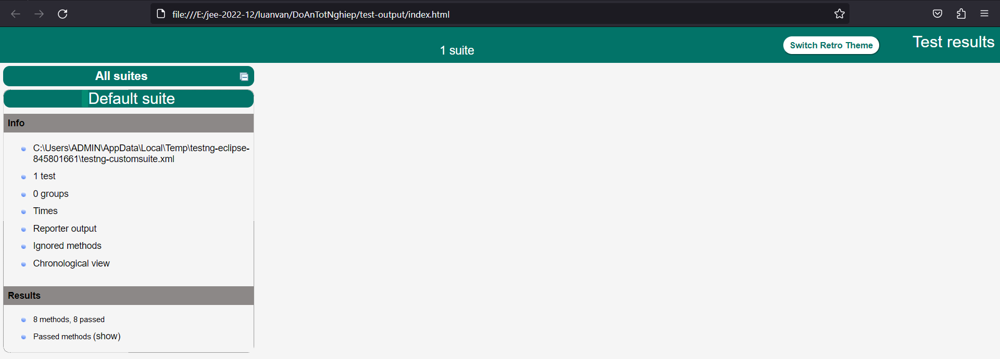 file:///E:/jee-2022-12/luanvan/DoAnTotNghiep/test-output/index.html
1 suite
Switch Retro Theme
Test results
All suites
Default suite
Info
C:\Users\ADMIN\AppData\Local\Temp\testng-eclipse-
845801661\testng-customsuite.xml
1 test
0 groups
Times
Reporter output
Ignored methods
Chronological view
Results
8 methods, 8 passed
Passed methods (show)